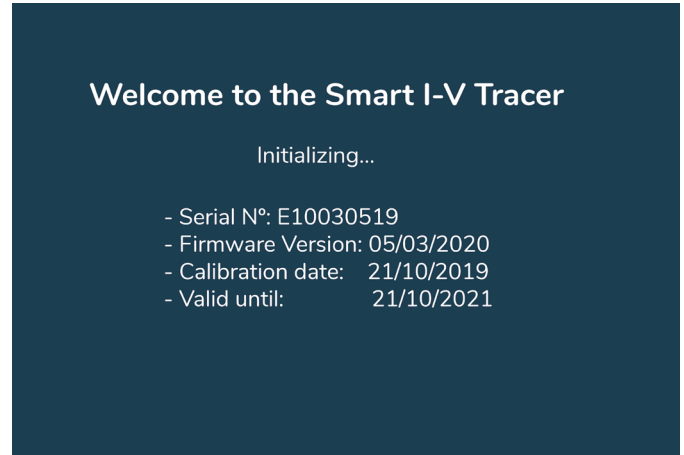 Welcome to the Smart I-V Tracer
Initializing...
- Serial Nº: E10030519
- Firmware Version: 05/03/2020
- Calibration date: 21/10/2019
- Valid until: 21/10/2021